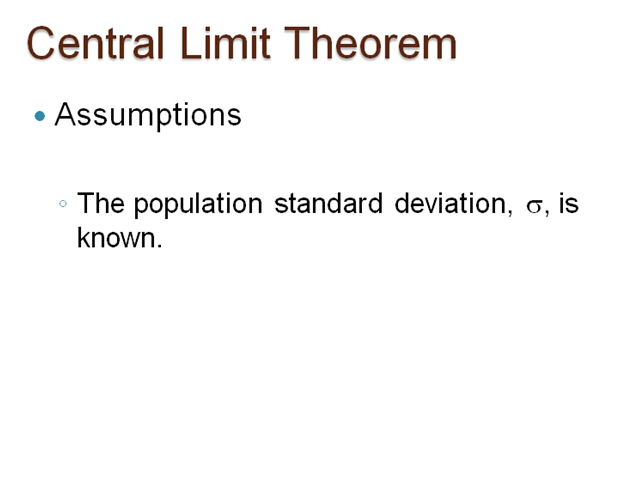 Central Limit Theorem
Assumptions
The population standard deviation, σ, is
known.